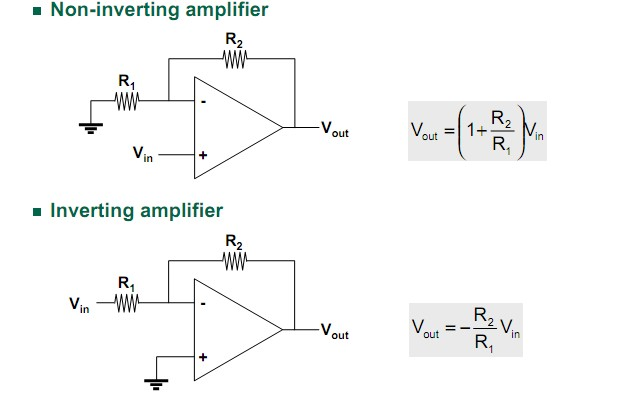 Non-inverting amplifier
R2
R1
-
Vout
Vin
+
Vout = (1+ R2/R1) Vin
Inverting amplifier
R2
R1
Vin
-
Vout
+
Vout = - R2/R1 Vin